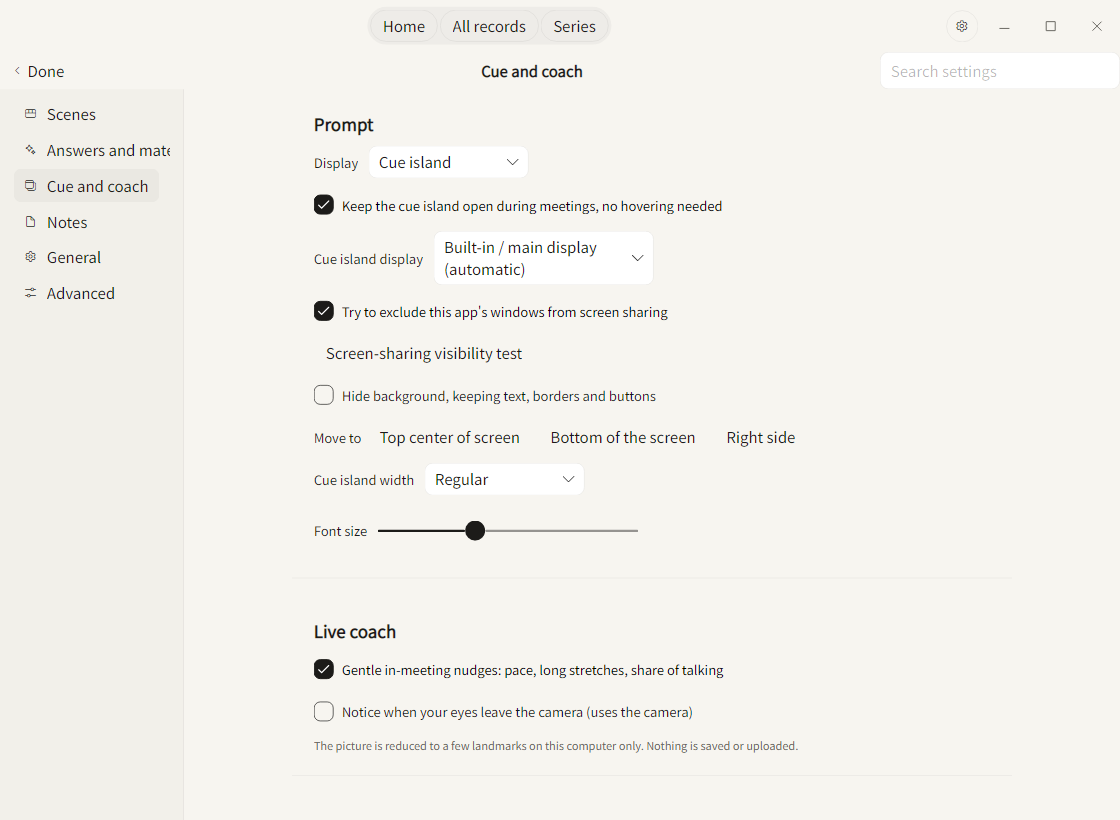 Home
All records
Series
Done
Cue and coach
Search settings
Scenes
Answers and mate
Cue and coach
Notes
General
Advanced
Prompt
Display
Cue island
Keep the cue island open during meetings, no hovering needed
Cue island display
Built-in / main display
(automatic)
Try to exclude this app's windows from screen sharing
Screen-sharing visibility test
Hide background, keeping text, borders and buttons
Move to
Top center of screen
Bottom of the screen
Right side
Cue island width
Regular
Font size
Live coach
Gentle in-meeting nudges: pace, long stretches, share of talking
Notice when your eyes leave the camera (uses the camera)
The picture is reduced to a few landmarks on this computer only. Nothing is saved or uploaded.